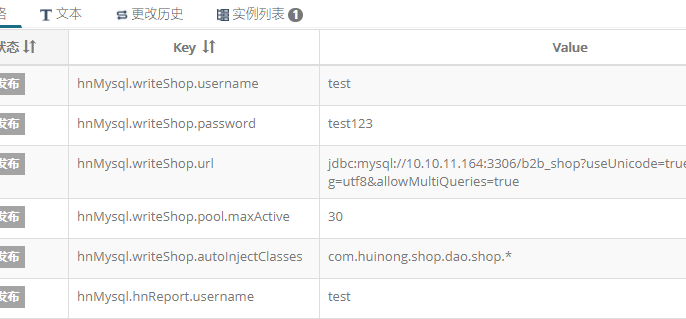 格 文本 更改历史 实例列表 1
状态 Key Value
发布 hnMysql.writeShop.username test
发布 hnMysql.writeShop.password test123
发布 hnMysql.writeShop.url jdbc:mysql://10.10.11.164:3306/b2b_shop?useUnicode=true
g=utf8&allowMultiQueries=true
发布 hnMysql.writeShop.pool.maxActive 30
发布 hnMysql.writeShop.autoInjectClasses com.huinong.shop.dao.shop.*
发布 hnMysql.hnReport.username test